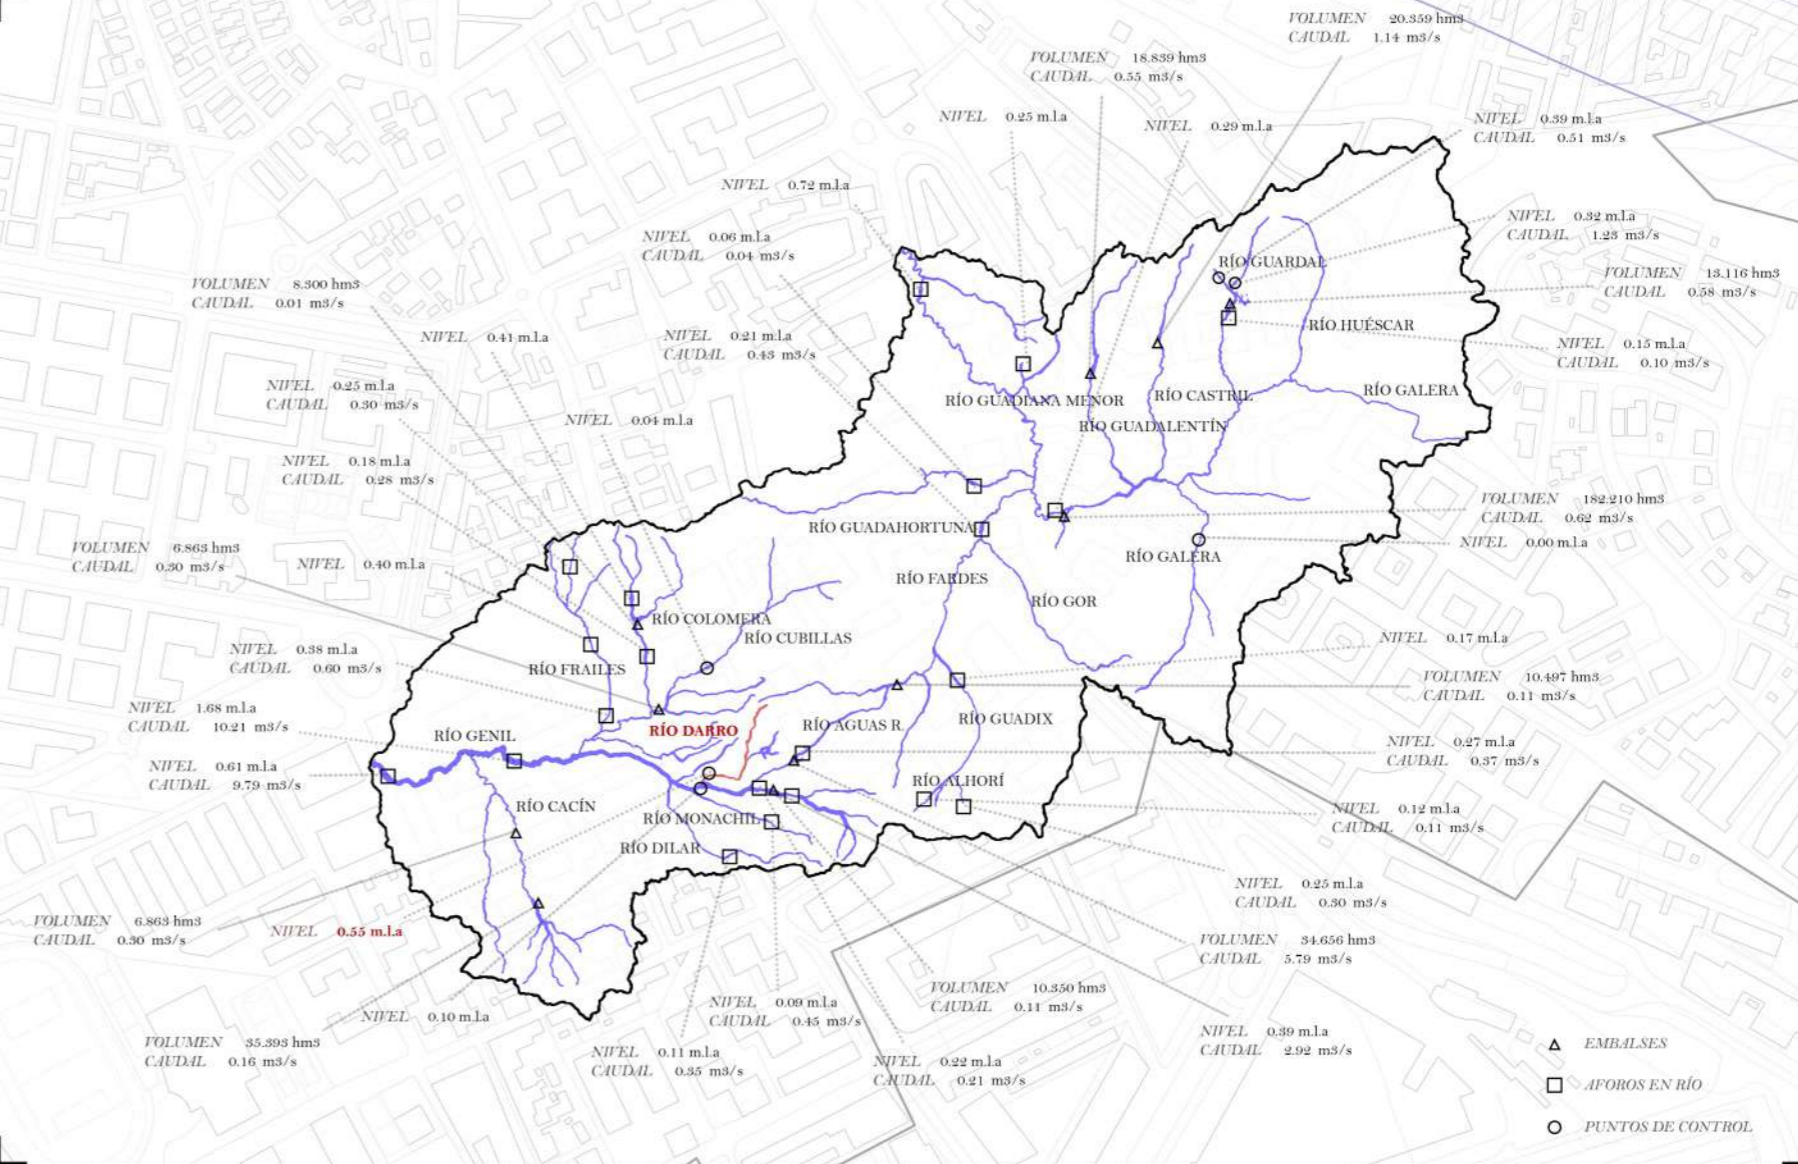 VOLUMEN 20.359 hm3
CAUDAL 1.14 m3/s
VOLUMEN 18.839 hm3
CAUDAL 0.55 m3/s
NIVEL 0.25 m.l.a
NIVEL 0.29 m.l.a
NIVEL 0.39 m.l.a
CAUDAL 0.51 m3/s
NIVEL 0.72 m.l.a
NIVEL 0.32 m.l.a
CAUDAL 1.23 m3/s
NIVEL 0.06 m.l.a
CAUDAL 0.04 m3/s
RÍO GUARDAL
VOLUMEN 13.116 hm3
CAUDAL 0.58 m3/s
VOLUMEN 8.300 hm3
CAUDAL 0.01 m3/s
RÍO HUÉSCAR
NIVEL 0.41 m.l.a
NIVEL 0.21 m.l.a
CAUDAL 0.43 m3/s
NIVEL 0.15 m.l.a
CAUDAL 0.10 m3/s
NIVEL 0.25 m.l.a
CAUDAL 0.30 m3/s
RÍO GUADIANA MENOR
RÍO CASTRIL
RÍO GALERA
NIVEL 0.04 m.l.a
RÍO GUADALENTÍN
NIVEL 0.18 m.l.a
CAUDAL 0.28 m3/s
VOLUMEN 182.210 hm3
CAUDAL 0.62 m3/s
RÍO GUADAHORTUNA
NIVEL 0.00 m.l.a
VOLUMEN 6.863 hm3
CAUDAL 0.30 m3/s
NIVEL 0.40 m.l.a
RÍO GALERA
RÍO FARDES
RÍO GOR
RÍO COLOMERA
RÍO CUBILLAS
NIVEL 0.17 m.l.a
NIVEL 0.38 m.l.a
CAUDAL 0.60 m3/s
RÍO FRAILES
VOLUMEN 10.497 hm3
CAUDAL 0.11 m3/s
NIVEL 1.68 m.l.a
CAUDAL 10.21 m3/s
RÍO GENIL
RÍO DARRO
RÍO AGUAS R
RÍO GUADIX
NIVEL 0.27 m.l.a
CAUDAL 0.37 m3/s
NIVEL 0.61 m.l.a
CAUDAL 9.79 m3/s
RÍO ALHORÍ
RÍO CACÍN
RÍO MONACHIL
NIVEL 0.12 m.l.a
CAUDAL 0.11 m3/s
RÍO DILAR
NIVEL 0.25 m.l.a
CAUDAL 0.30 m3/s
VOLUMEN 6.863 hm3
CAUDAL 0.30 m3/s
NIVEL 0.55 m.l.a
VOLUMEN 34.656 hm3
CAUDAL 5.79 m3/s
VOLUMEN 10.350 hm3
CAUDAL 0.11 m3/s
NIVEL 0.10 m.l.a
NIVEL 0.09 m.l.a
CAUDAL 0.45 m3/s
NIVEL 0.39 m.l.a
CAUDAL 2.92 m3/s
VOLUMEN 35.393 hm3
CAUDAL 0.16 m3/s
NIVEL 0.11 m.l.a
CAUDAL 0.35 m3/s
NIVEL 0.22 m.l.a
CAUDAL 0.21 m3/s
EMBALSES
AFOROS EN RÍO
PUNTOS DE CONTROL